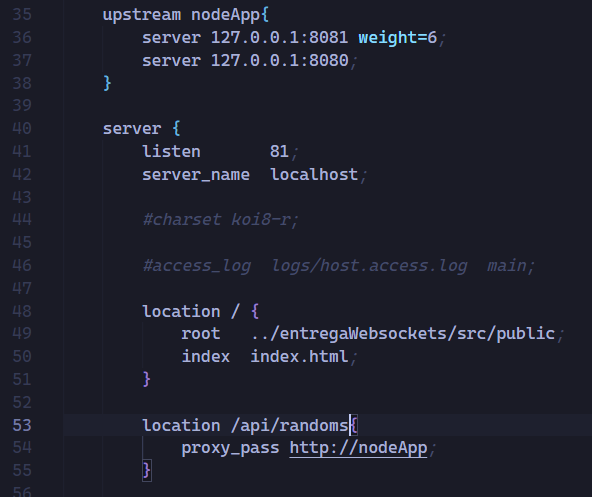 35 upstream nodeApp{
36 server 127.0.0.1:8081 weight=6;
37 server 127.0.0.1:8080;
38 }
39
40 server {
41 listen 81;
42 server_name localhost;
43
44 #charset koi8-r;
45
46 #access_log logs/host.access.log main;
47
48 location / {
49 root ../entregaWebsockets/src/public;
50 index index.html;
51 }
52
53 location /api/randoms{
54 proxy_pass http://nodeApp;
55 }
56